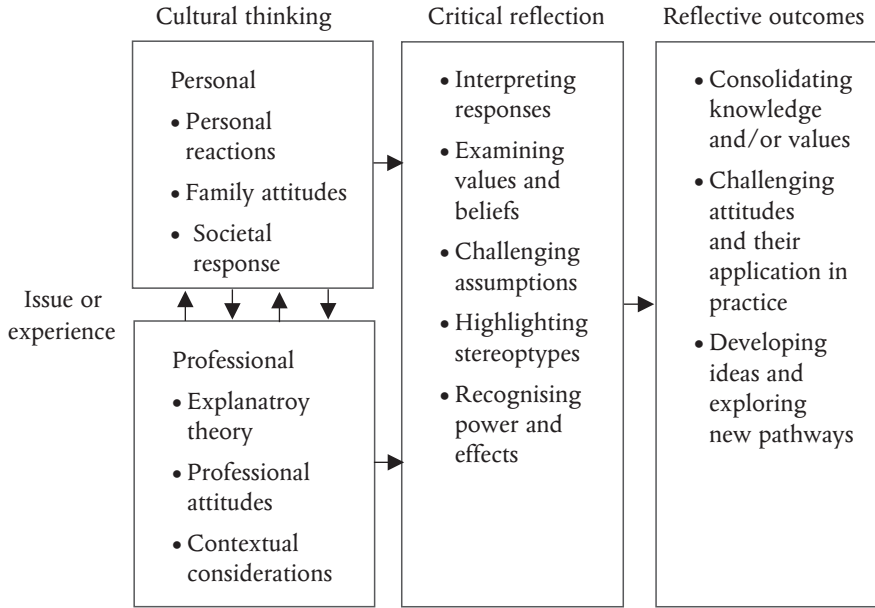 Cultural thinking
Personal
• Personal
reactions
• Family attitudes
• Societal
response
Issue or
experience
Professional
• Explanatroy
theory
• Professional
attitudes
• Contextual
considerations
Critical reflection
• Interpreting
responses
• Examining
values and
beliefs
• Challenging
assumptions
• Highlighting
stereoptypes
• Recognising
power and
effects
Reflective outcomes
• Consolidating
knowledge
and/or values
• Challenging
attitudes
and their
application in
practice
• Developing
ideas and
exploring
new pathways